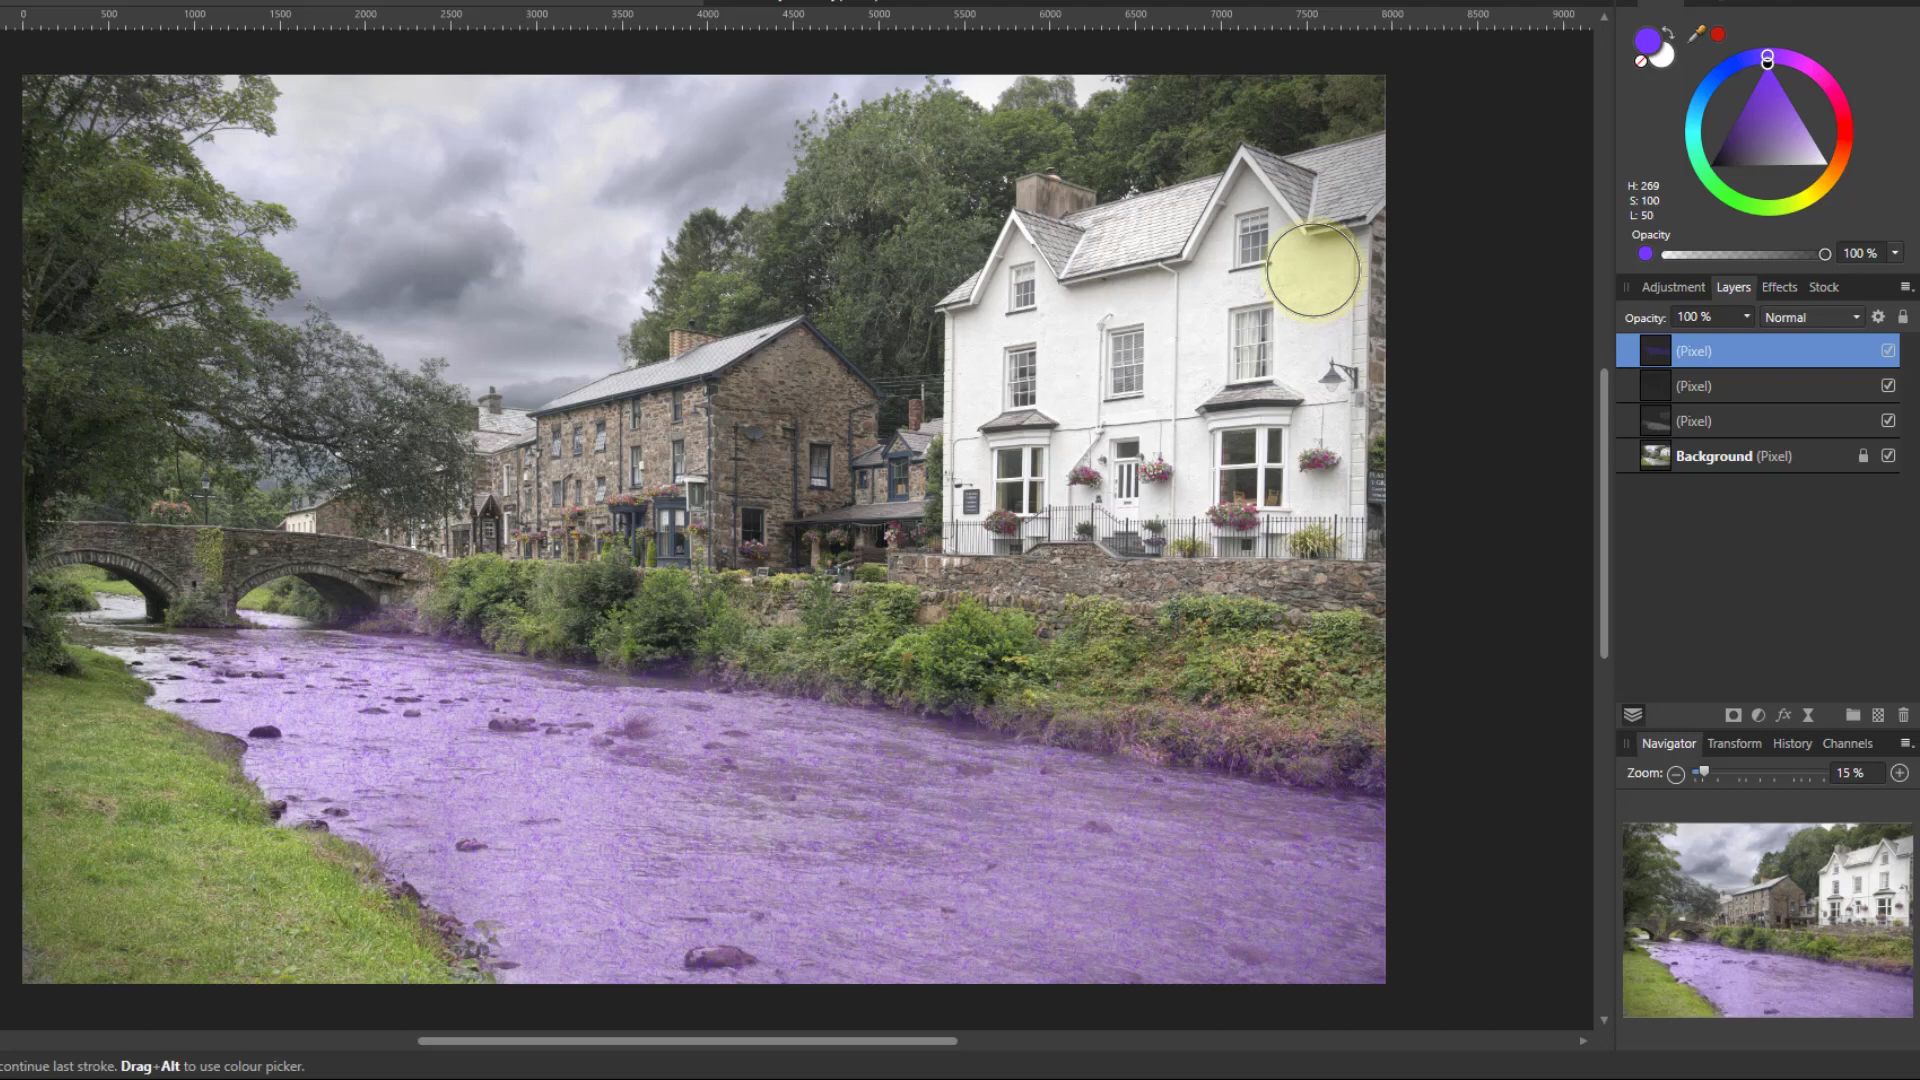 0 500 1000 1500 2000 2500 3000 3500 4000 4500 5000 5500 6000 6500 7000 7500 8000 8500 9000
H: 269
S: 100
L: 50
Opacity
100 %
Adjustment Layers Effects Stock
Opacity: 100 % Normal
(Pixel)
(Pixel)
(Pixel)
Background (Pixel)
fx
Navigator Transform History Channels
Zoom: 15 %
continue last stroke. Drag+Alt to use colour picker.